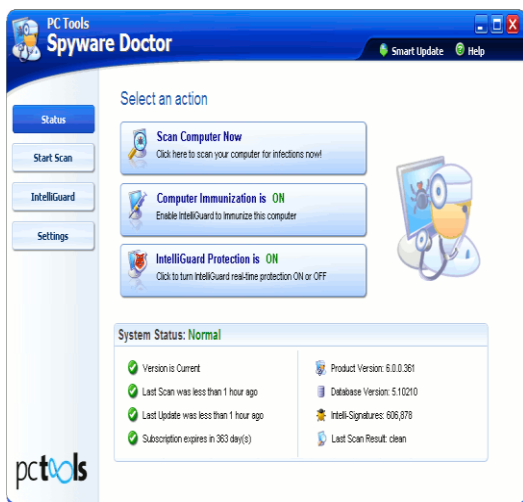 PC Tools
Spyware Doctor
Smart Update
Help
Status
Start Scan
IntelliGuard
Settings
Select an action
Scan Computer Now
Click here to scan your computer for infections now!
Computer Immunization is ON
Enable IntelliGuard to Immunize this computer
IntelliGuard Protection is ON
Click to turn IntelliGuard real-time protection ON or OFF
System Status: Normal
Version is Current
Last Scan was less than 1 hour ago
Last Update was less than 1 hour ago
Subscription expires in 363 day(s)
Product Version: 6.0.0.361
Database Version: 5.10210
Intelli-Signatures: 606,878
Last Scan Result: clean
pctools